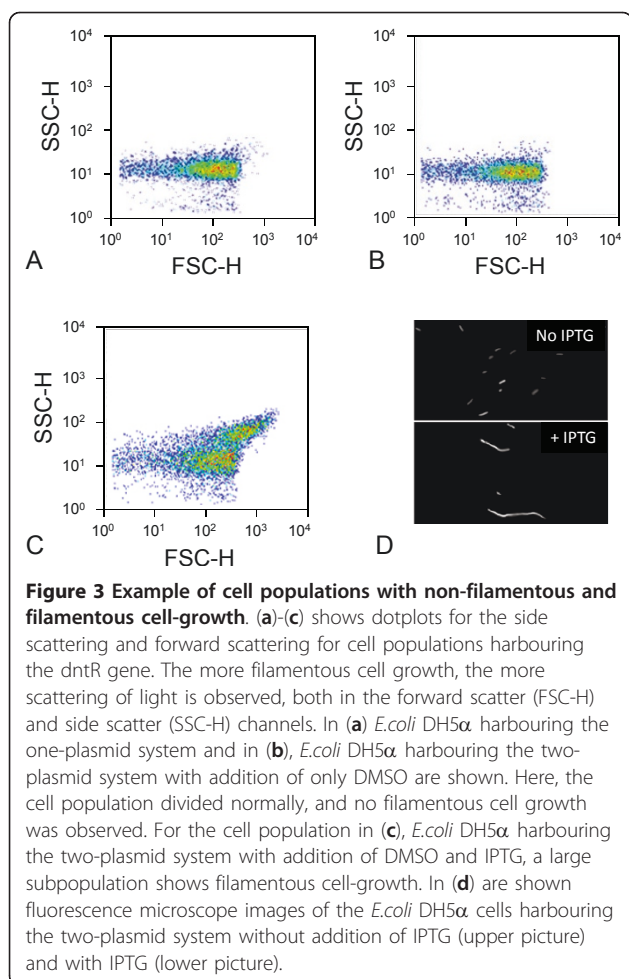 10⁴
10³
10²
10¹
10⁰
SSC-H
10⁰ 10¹ 10² 10³ 10⁴
A FSC-H
10⁴
10³
10²
10¹
10⁰
SSC-H
10⁰ 10¹ 10² 10³ 10⁴
B FSC-H
10⁴
10³
10²
10¹
10⁰
SSC-H
10⁰ 10¹ 10² 10³ 10⁴
C FSC-H
No IPTG
+ IPTG
D
Figure 3 Example of cell populations with non-filamentous and
filamentous cell-growth. (a)-(c) shows dotplots for the side
scattering and forward scattering for cell populations harbouring
the dntR gene. The more filamentous cell growth, the more
scattering of light is observed, both in the forward scatter (FSC-H)
and side scatter (SSC-H) channels. In (a) E.coli DH5α harbouring the
one-plasmid system and in (b), E.coli DH5α harbouring the two-
plasmid system with addition of only DMSO are shown. Here, the
cell population divided normally, and no filamentous cell growth
was observed. For the cell population in (c), E.coli DH5α harbouring
the two-plasmid system with addition of DMSO and IPTG, a large
subpopulation shows filamentous cell-growth. In (d) are shown
fluorescence microscope images of the E.coli DH5α cells harbouring
the two-plasmid system without addition of IPTG (upper picture)
and with IPTG (lower picture).